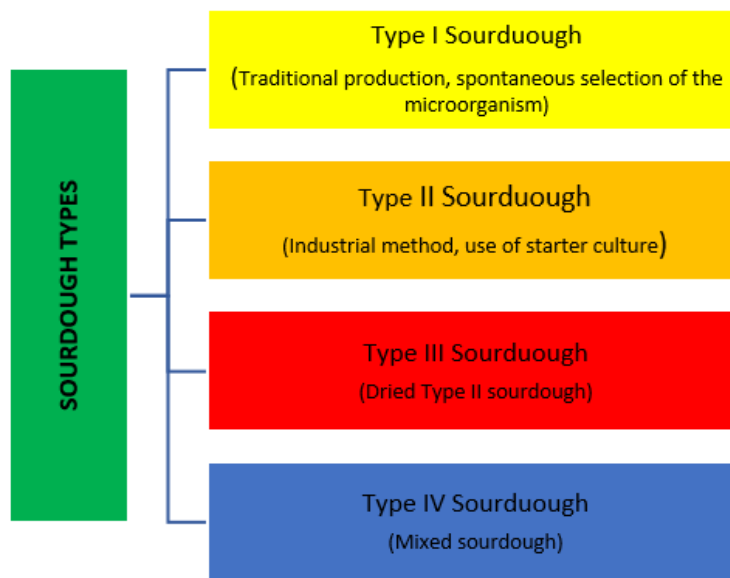 SOURDOUGH TYPES
Type I Sourduough
(Traditional production, spontaneous selection of the
microorganism)
Type II Sourduough
(Industrial method, use of starter culture)
Type III Sourduough
(Dried Type II sourdough)
Type IV Sourduough
(Mixed sourdough)